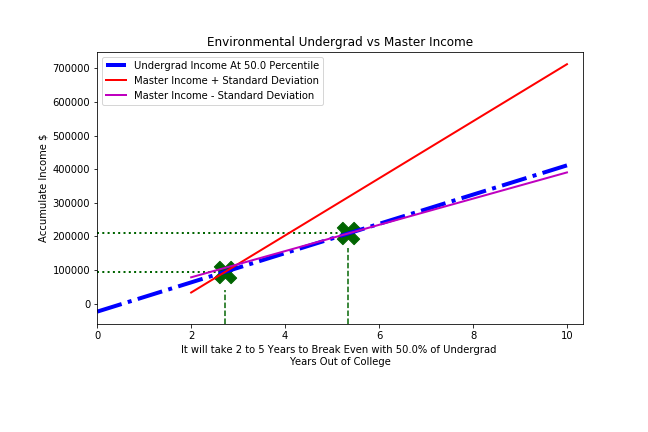 Environmental Undergrad vs Master Income
Undergrad Income At 50.0 Percentile
Master Income + Standard Deviation
Master Income - Standard Deviation
Accumulate Income $
700000
600000
500000
400000
300000
200000
100000
0
0 2 4 6 8 10
It will take 2 to 5 Years to Break Even with 50.0% of Undergrad
Years Out of College